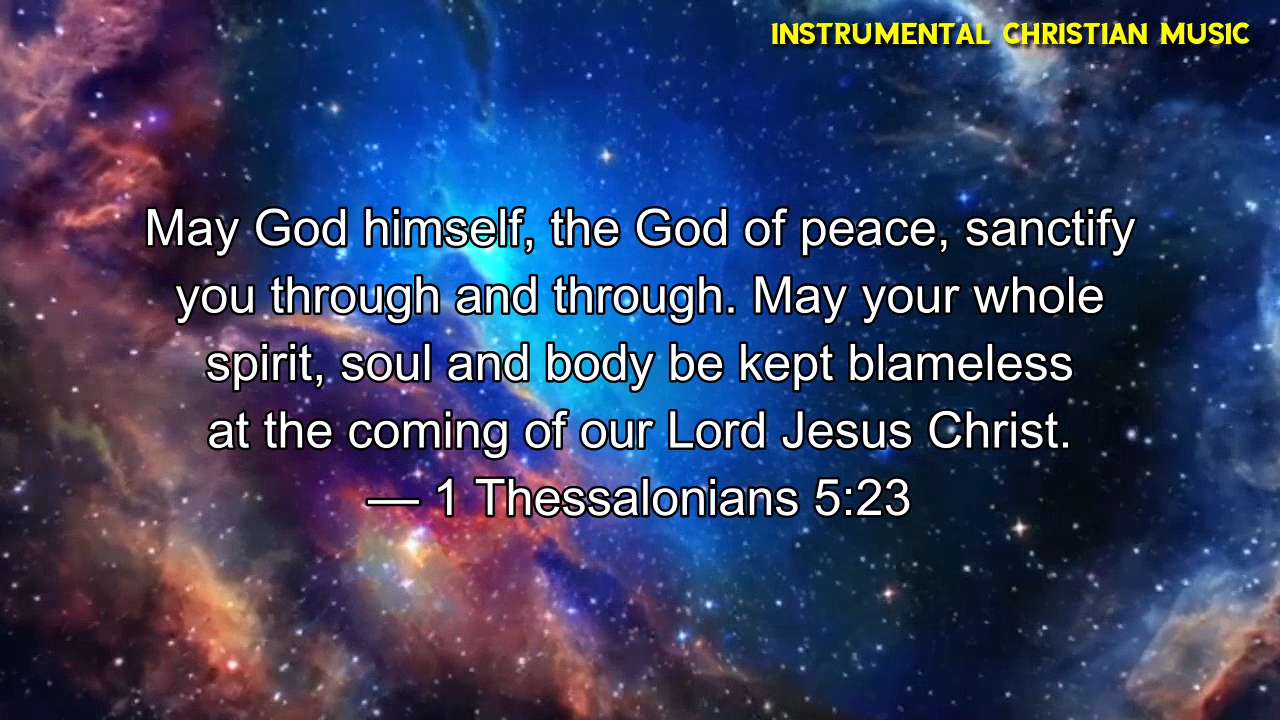 INSTRUMENTAL CHRISTIAN MUSIC
May God himself, the God of peace, sanctify
you through and through. May your whole
spirit, soul and body be kept blameless
at the coming of our Lord Jesus Christ.
— 1 Thessalonians 5:23